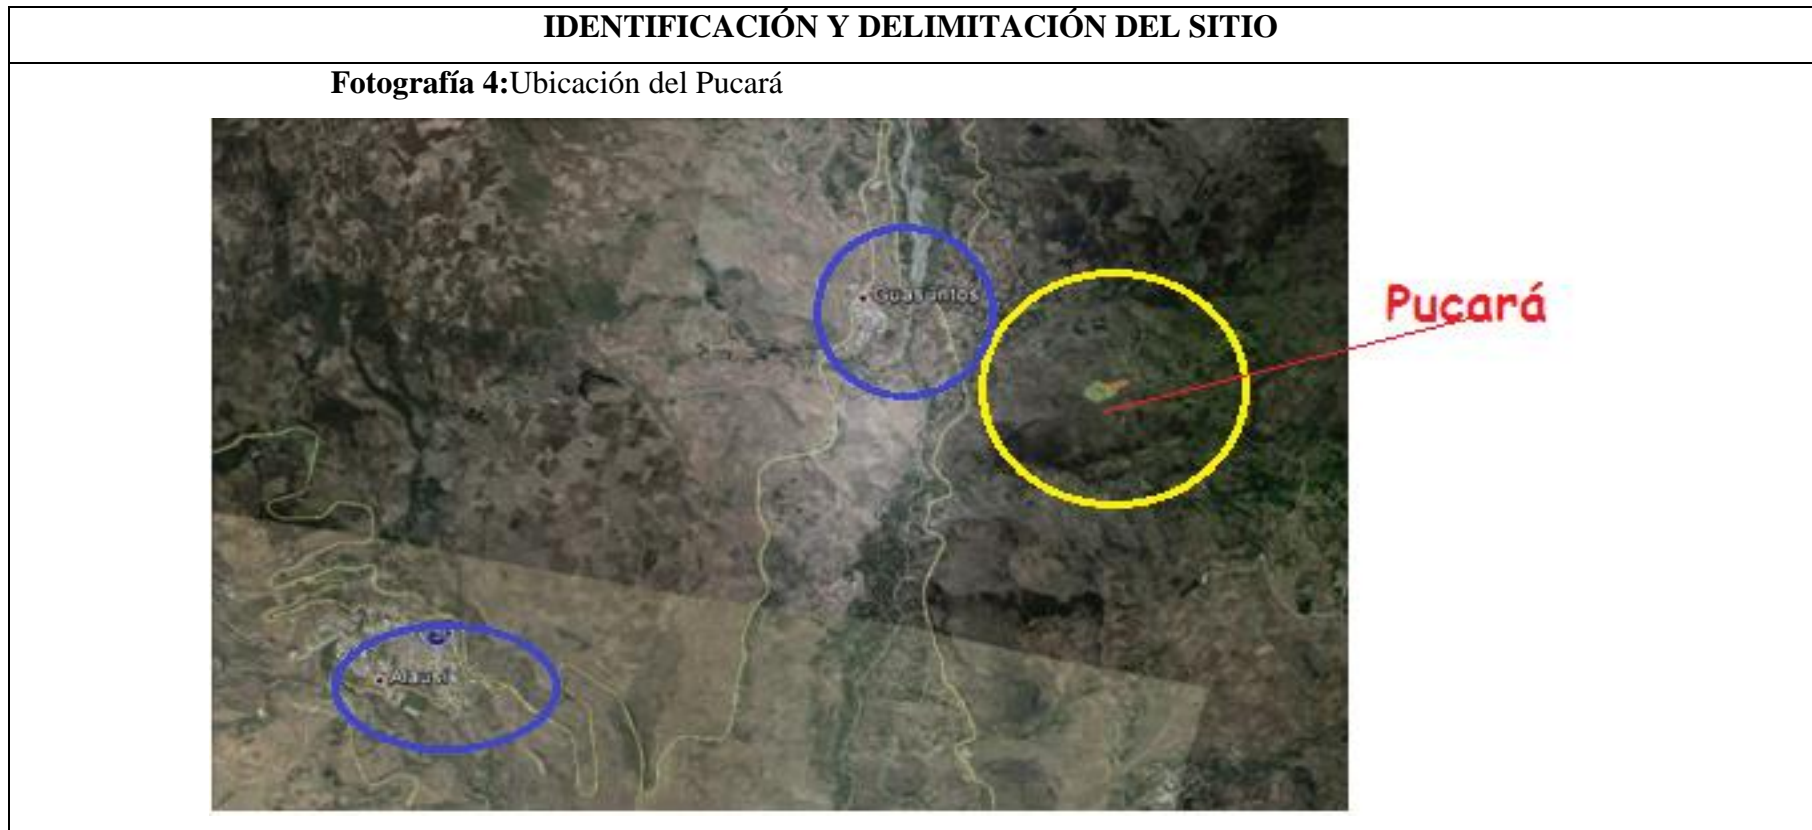 IDENTIFICACIÓN Y DELIMITACIÓN DEL SITIO
Fotografía 4:Ubicación del Pucará
Guasuntos
Pucará
Alausí